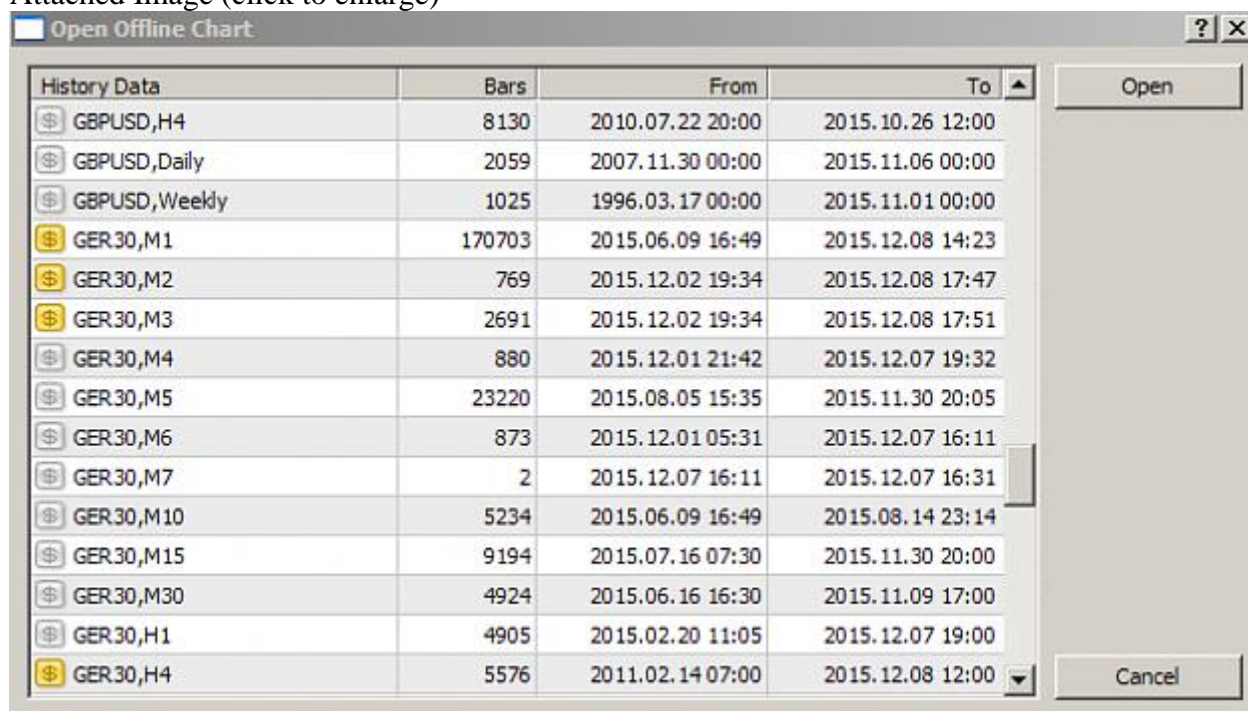 Attached Image (click to enlarge)
Open Offline Chart
History Data Bars From To Open
GBPUSD,H4 8130 2010.07.22 20:00 2015.10.26 12:00
GBPUSD,Daily 2059 2007.11.30 00:00 2015.11.06 00:00
GBPUSD,Weekly 1025 1996.03.17 00:00 2015.11.01 00:00
GER30,M1 170703 2015.06.09 16:49 2015.12.08 14:23
GER30,M2 769 2015.12.02 19:34 2015.12.08 17:47
GER30,M3 2691 2015.12.02 19:34 2015.12.08 17:51
GER30,M4 880 2015.12.01 21:42 2015.12.07 19:32
GER30,M5 23220 2015.08.05 15:35 2015.11.30 20:05
GER30,M6 873 2015.12.01 05:31 2015.12.07 16:11
GER30,M7 2 2015.12.07 16:11 2015.12.07 16:31
GER30,M10 5234 2015.06.09 16:49 2015.08.14 23:14
GER30,M15 9194 2015.07.16 07:30 2015.11.30 20:00
GER30,M30 4924 2015.06.16 16:30 2015.11.09 17:00
GER30,H1 4905 2015.02.20 11:05 2015.12.07 19:00
GER30,H4 5576 2011.02.14 07:00 2015.12.08 12:00 Cancel